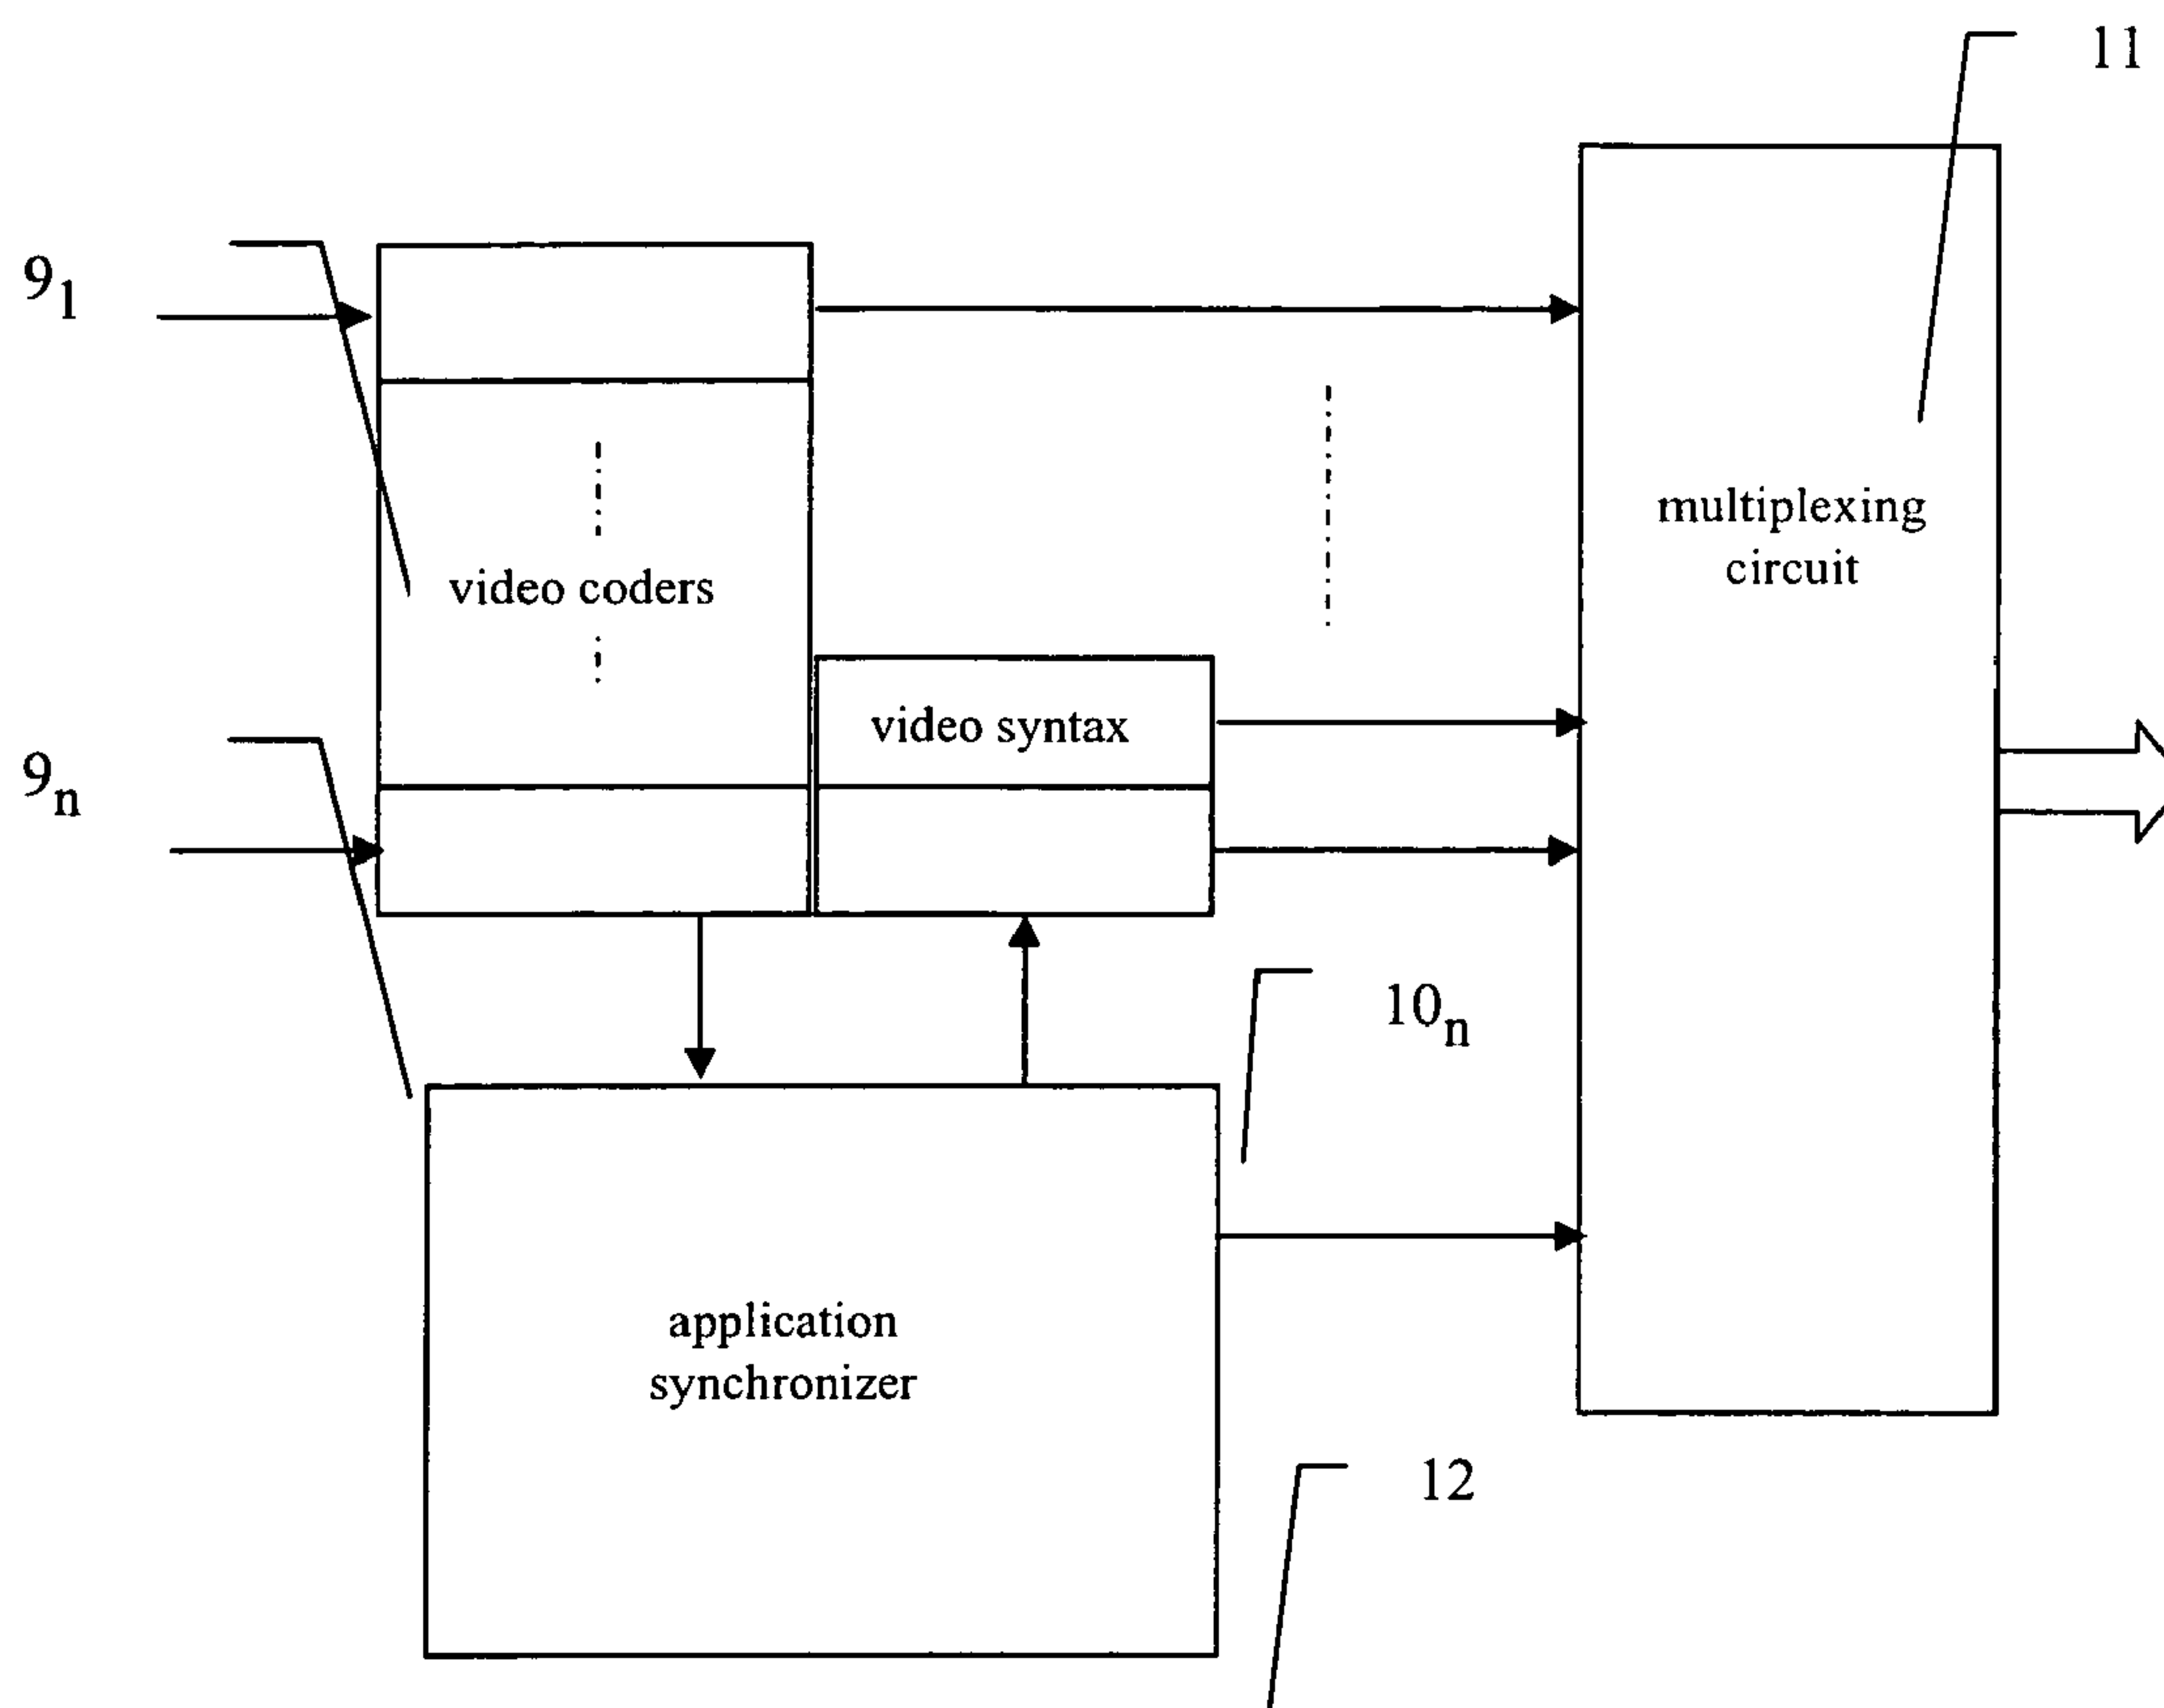 11
9₁
multiplexing
circuit
video coders
video syntax
9ₙ
10ₙ
application
synchronizer
12